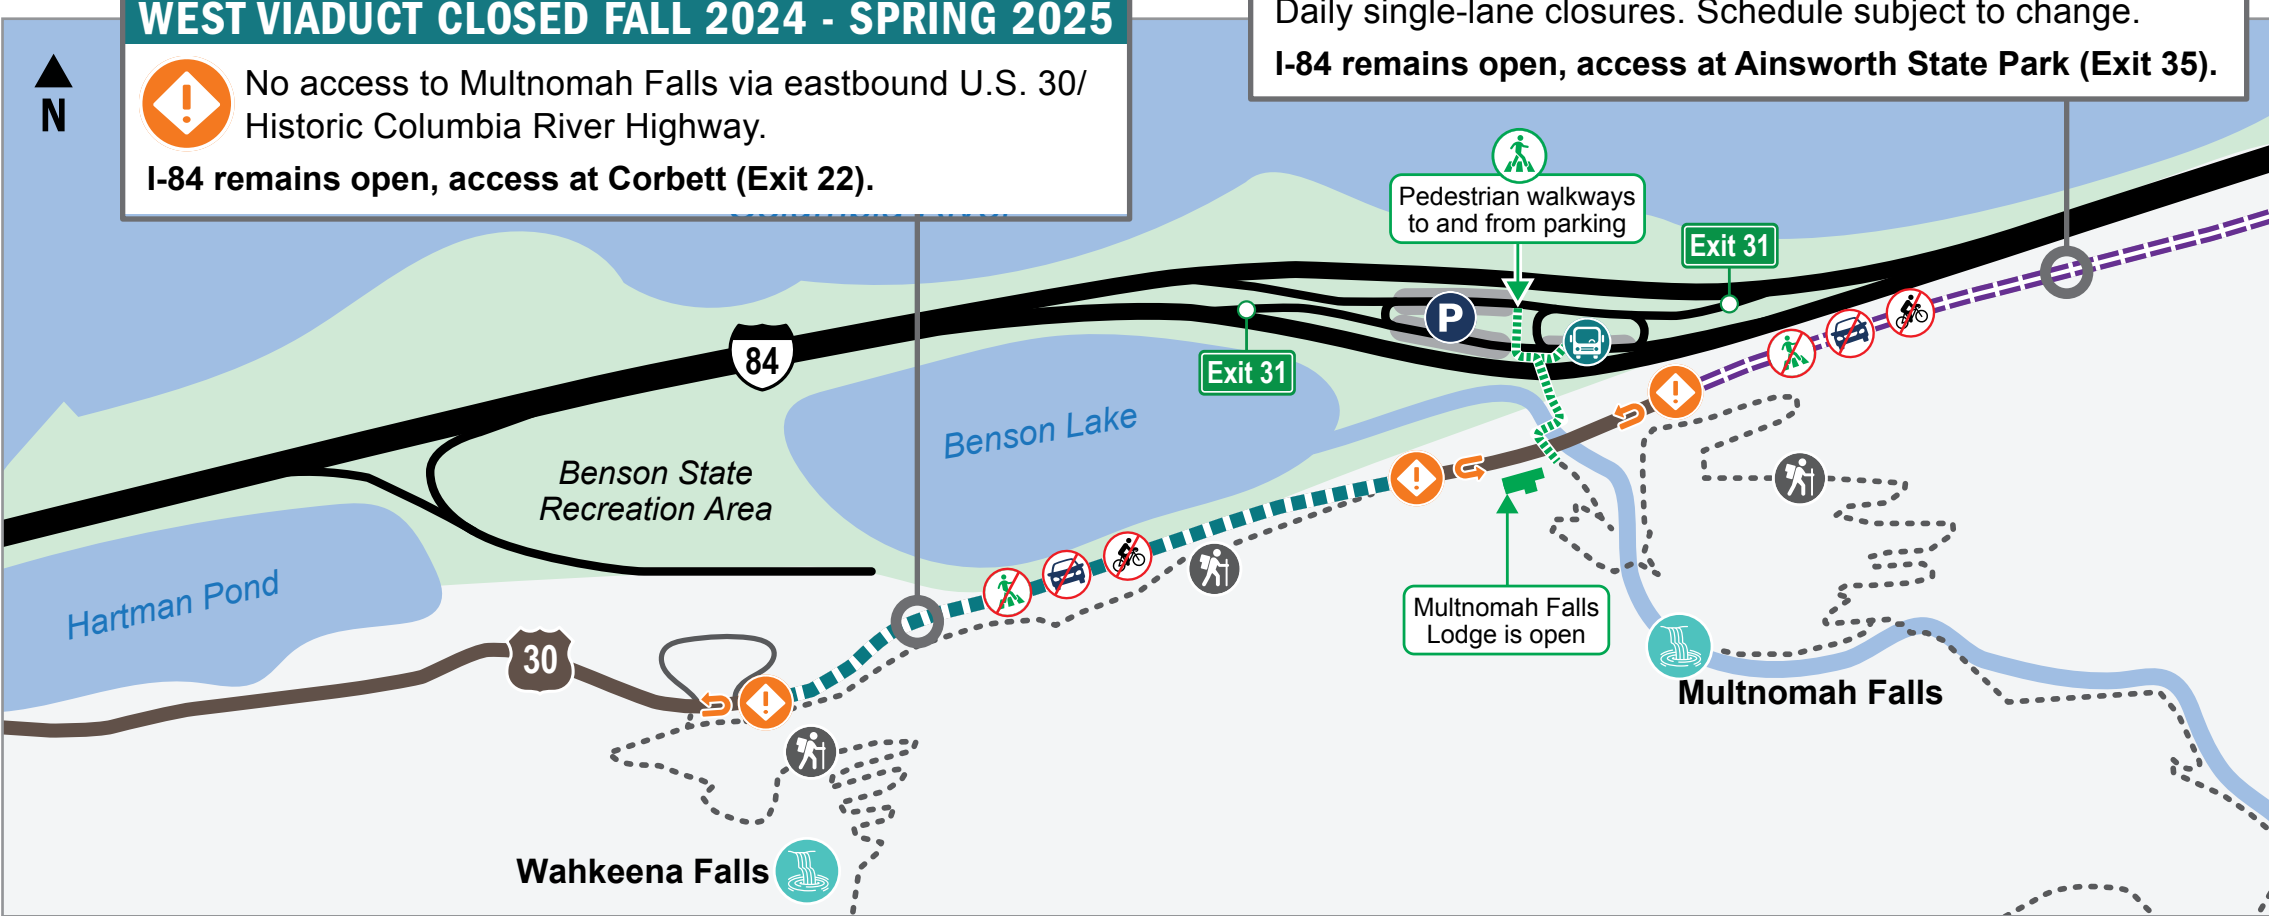 WEST VIADUCT CLOSED FALL 2024 - SPRING 2025
No access to Multnomah Falls via eastbound U.S. 30/
Historic Columbia River Highway.
I-84 remains open, access at Corbett (Exit 22).
Daily single-lane closures. Schedule subject to change.
I-84 remains open, access at Ainsworth State Park (Exit 35).
N
Pedestrian walkways
to and from parking
Exit 31
P
84
Exit 31
Benson Lake
Benson State
Recreation Area
Hartman Pond
Multnomah Falls
Lodge is open
30
Multnomah Falls
Wahkeena Falls